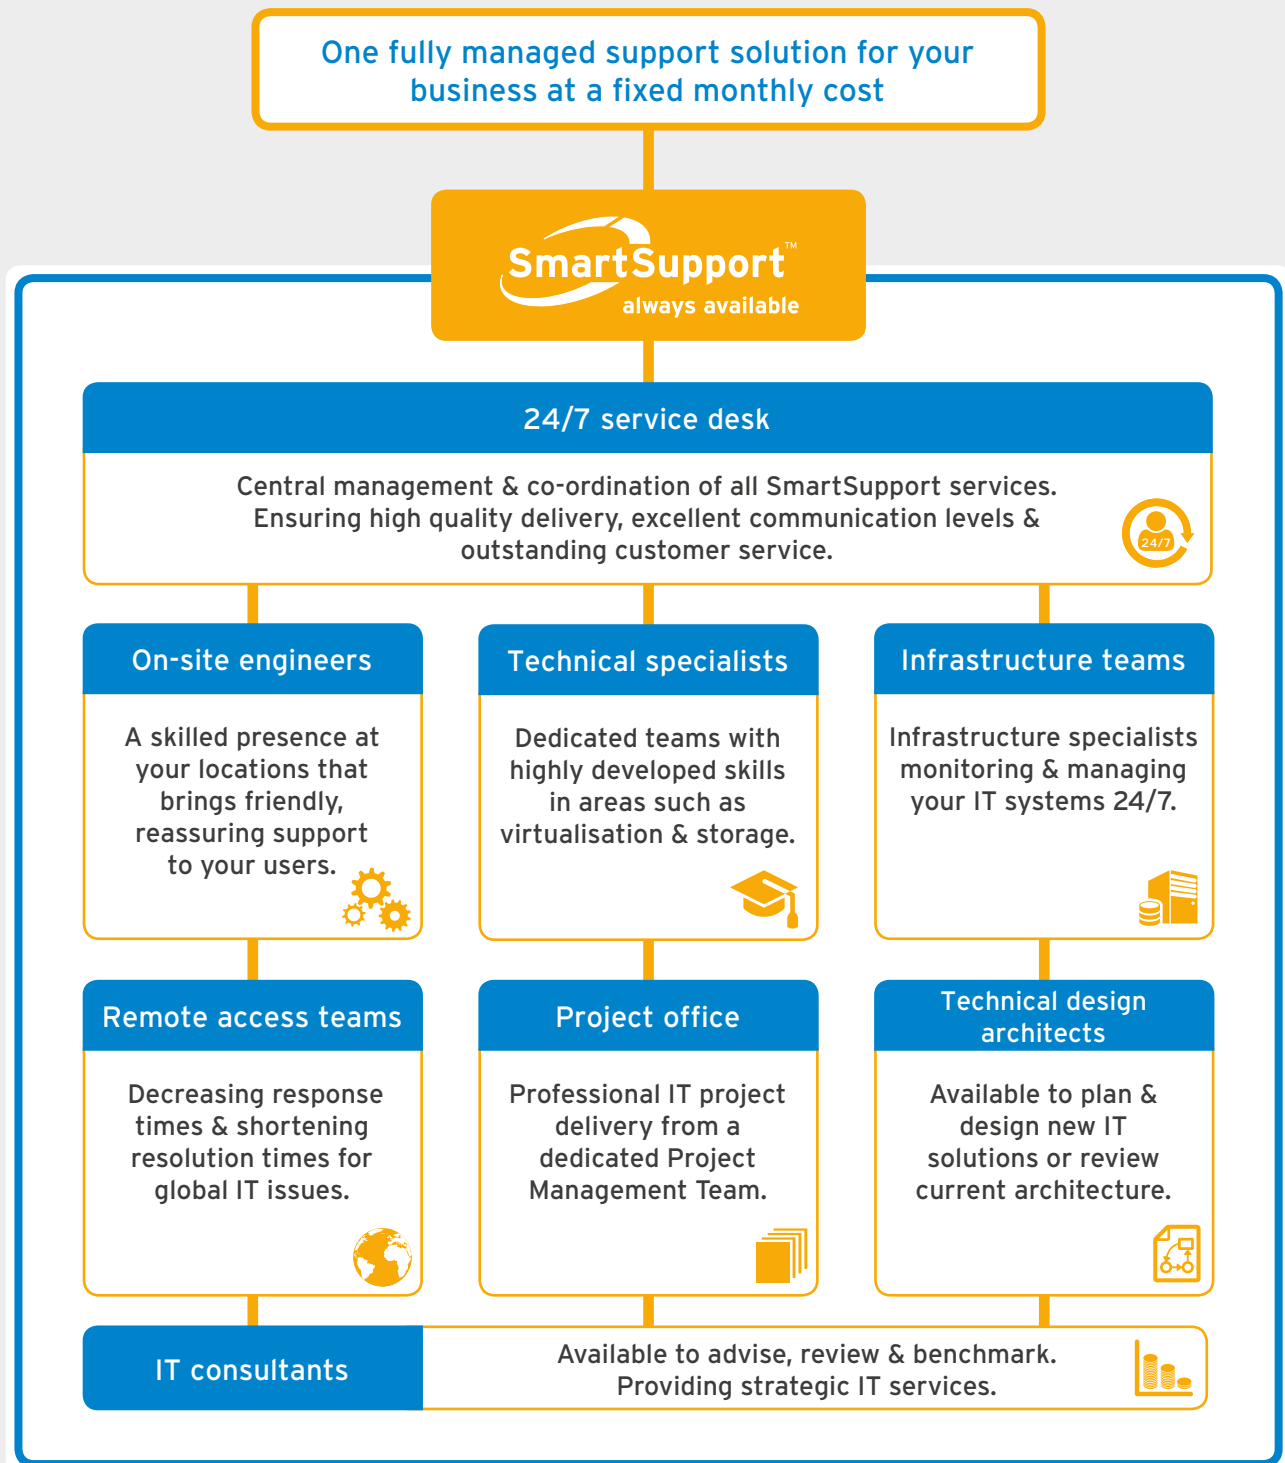 One fully managed support solution for your
business at a fixed monthly cost
SmartSupport™
always available
24/7 service desk
Central management & co-ordination of all SmartSupport services.
Ensuring high quality delivery, excellent communication levels &
outstanding customer service.
24/7
On-site engineers
A skilled presence at
your locations that
brings friendly,
reassuring support
to your users.
Technical specialists
Dedicated teams with
highly developed skills
in areas such as
virtualisation & storage.
Infrastructure teams
Infrastructure specialists
monitoring & managing
your IT systems 24/7.
Remote access teams
Decreasing response
times & shortening
resolution times for
global IT issues.
Project office
Professional IT project
delivery from a
dedicated Project
Management Team.
Technical design
architects
Available to plan &
design new IT
solutions or review
current architecture.
IT consultants
Available to advise, review & benchmark.
Providing strategic IT services.